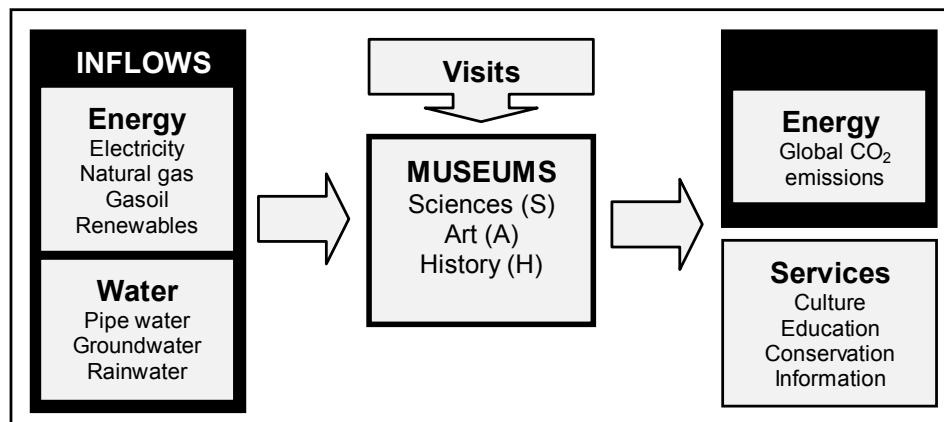 INFLOWS
Energy
Electricity
Natural gas
Gasoil
Renewables
Water
Pipe water
Groundwater
Rainwater
Visits
MUSEUMS
Sciences (S)
Art (A)
History (H)
Energy
Global CO₂
emissions
Services
Culture
Education
Conservation
Information